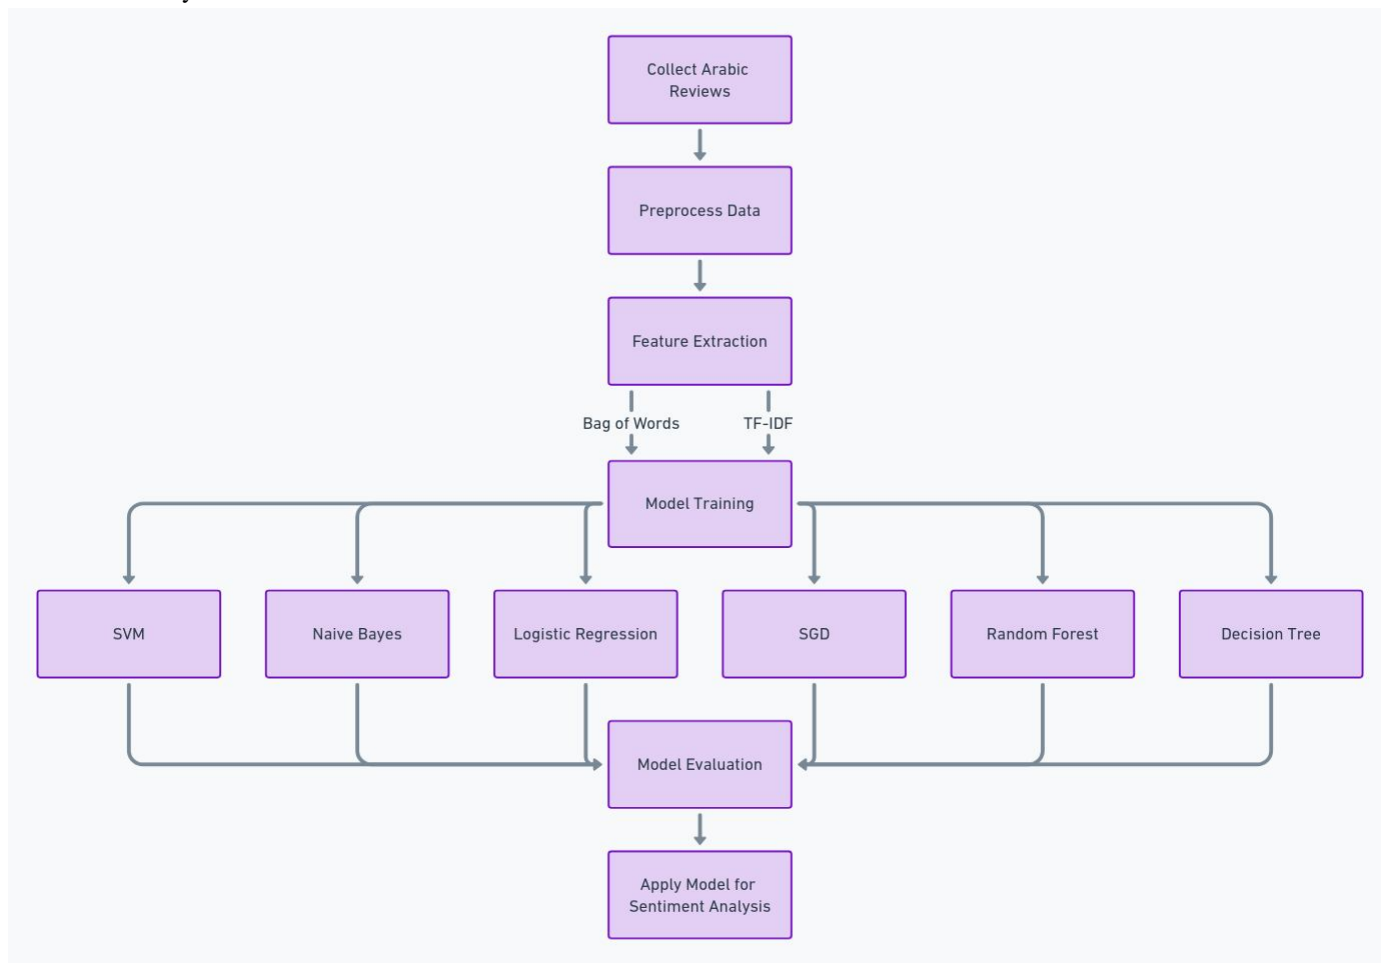 Collect Arabic
Reviews
Preprocess Data
Feature Extraction
Bag of Words
TF-IDF
Model Training
SVM
Naive Bayes
Logistic Regression
SGD
Random Forest
Decision Tree
Model Evaluation
Apply Model for
Sentiment Analysis